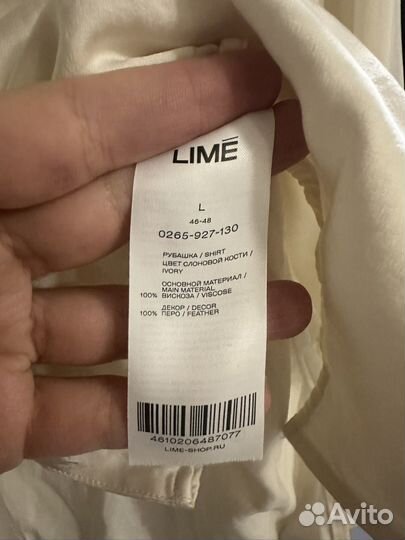 LIMĒ
L
46-48
0265-927-130
РУБАШКА / SHIRT
ЦВЕТ СЛОНОВОЙ КОСТИ /
IVORY
ОСНОВНОЙ МАТЕРИАЛ /
MAIN MATERIAL
100% ВИСКОЗА / VISCOSE
ДЕКОР / DECOR
100% ПЕРО / FEATHER
4610206487077
LIME-SHOP.RU
Avito